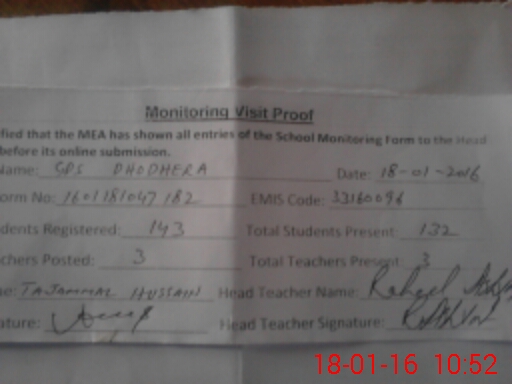 Monitoring Visit Proof
ified that the MEA has shown all entries of the School Monitoring Form to the Head
before its online submission.
Name: GPS DHODHERA Date: 18-01-2016
orm No: 1601181047182 EMIS Code: 33160096
dents Registered: 143 Total Students Present: 132
chers Posted: 3 Total Teachers Present: 3
e: TAJAMMAL HUSSAIN Head Teacher Name:
ature: Head Teacher Signature:
18-01-16 10:52